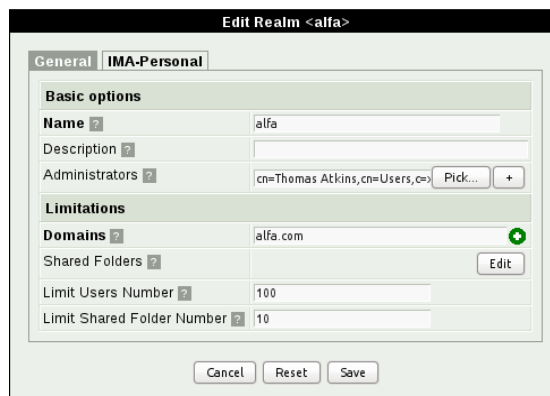 Edit Realm <alfa>
General IMA-Personal
Basic options
Name ? alfa
Description ?
Administrators ? cn=Thomas Atkins,cn=Users,c=> Pick... +
Limitations
Domains ? alfa.com
Shared Folders ? Edit
Limit Users Number ? 100
Limit Shared Folder Number ? 10
Cancel Reset Save